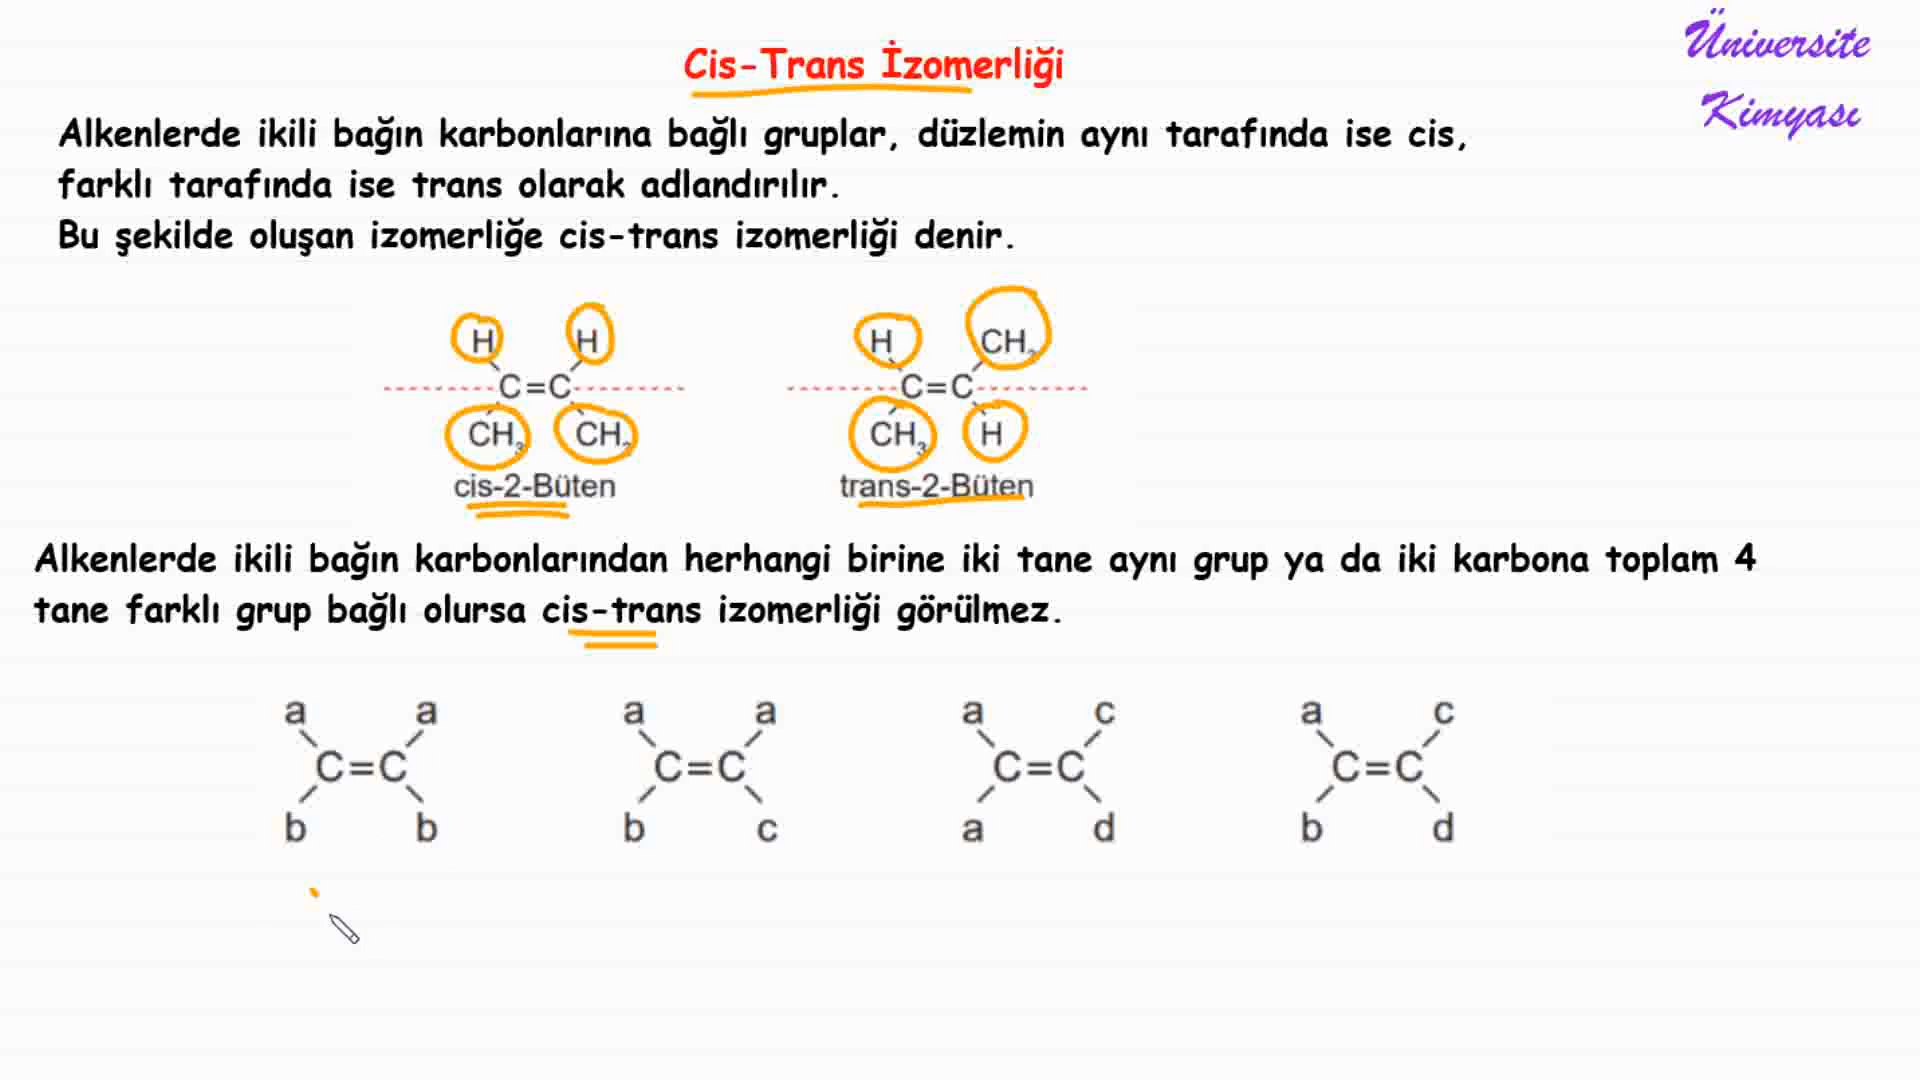 Cis-Trans İzomerliği
Üniversite
Kimyası
Alkenlerde ikili bağın karbonlarına bağlı gruplar, düzlemin aynı tarafında ise cis,
farklı tarafında ise trans olarak adlandırılır.
Bu şekilde oluşan izomerliğe cis-trans izomerliği denir.
H H H CH₃
C=C C=C
CH₃ CH₃ CH₃ H
cis-2-Büten trans-2-Büten
Alkenlerde ikili bağın karbonlarından herhangi birine iki tane aynı grup ya da iki karbona toplam 4
tane farklı grup bağlı olursa cis-trans izomerliği görülmez.
a a a a a c a c
C=C C=C C=C C=C
b b b c a d b d